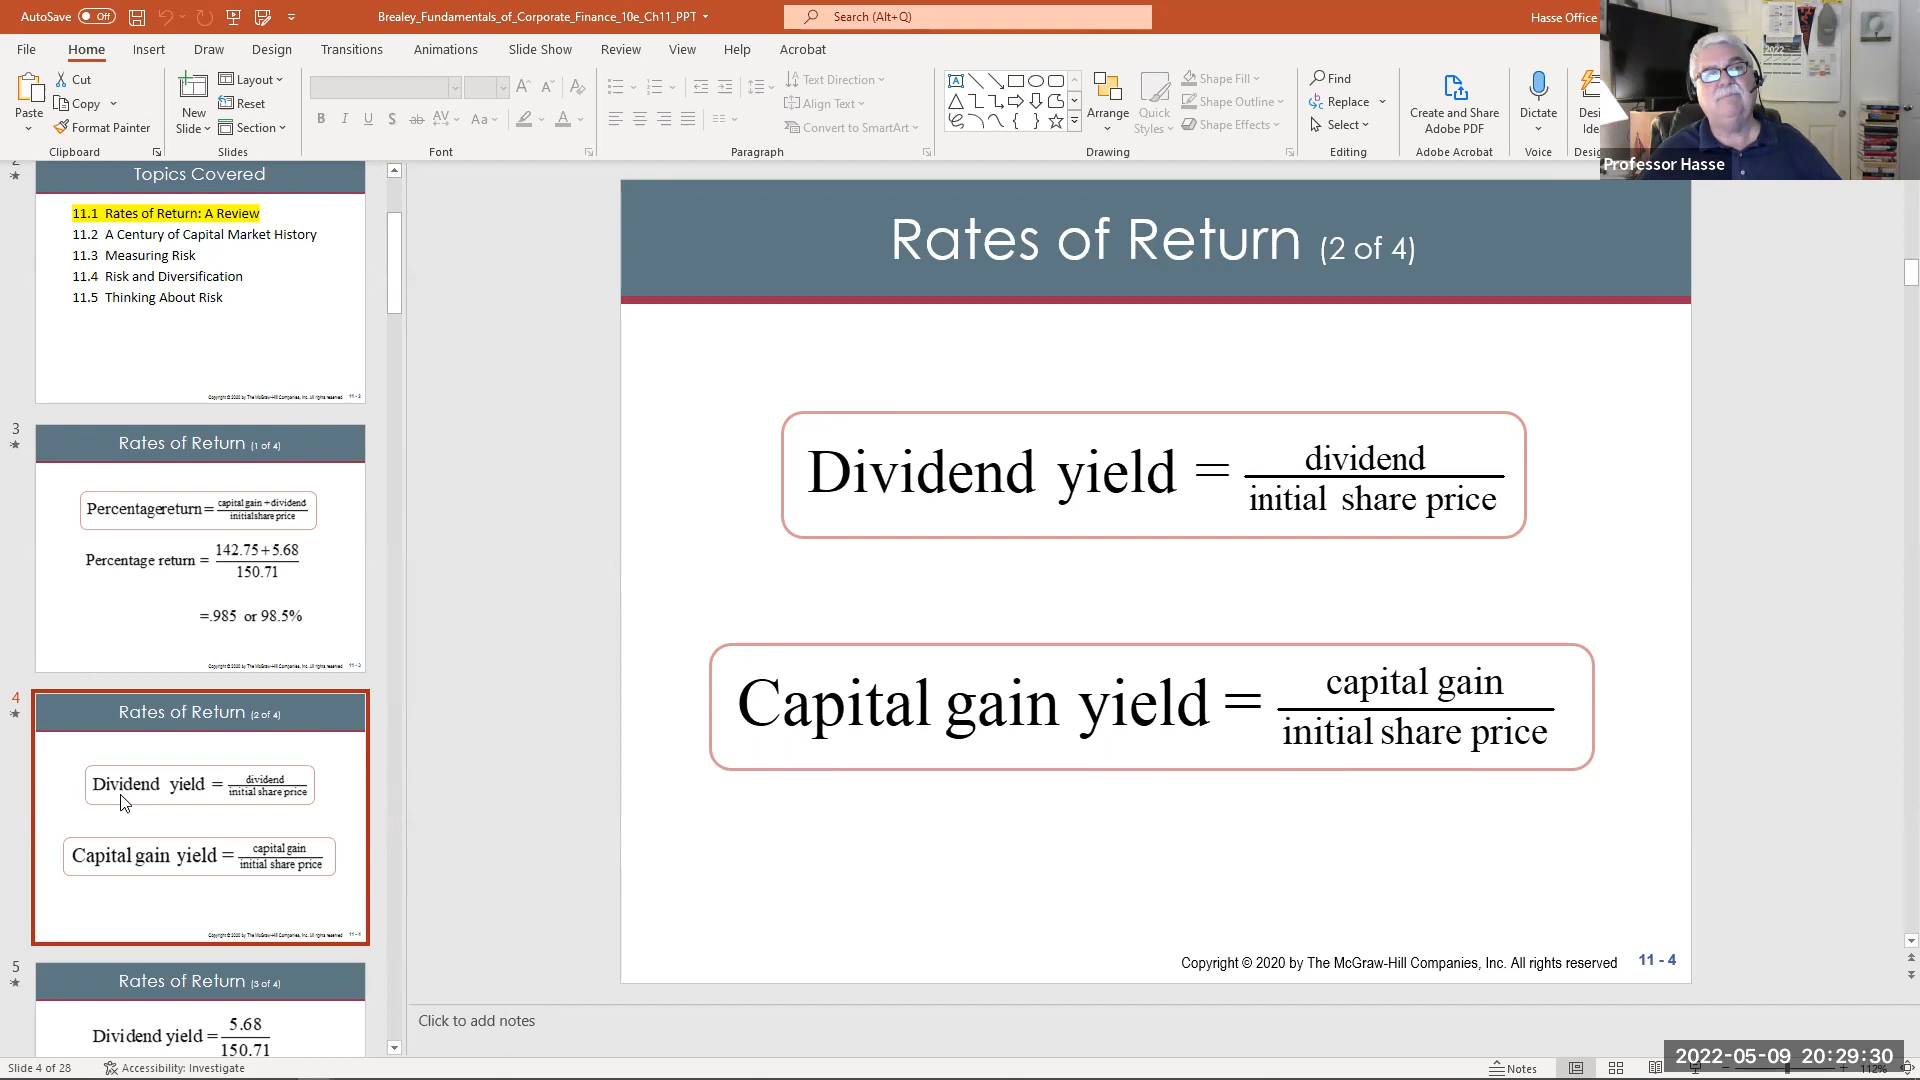 AutoSave Off
Brealey_Fundamentals_of_Corporate_Finance_10e_Ch11_PPT
Search (Alt+Q)
Hasse Office
File Home Insert Draw Design Transitions Animations Slide Show Review View Help Acrobat
Paste
Cut
Copy
Format Painter
Clipboard
New
Slide
Layout
Reset
Section
Slides
B I U S ab AV Aa A
Font
Text Direction
Align Text
Convert to SmartArt
Paragraph
Arrange
Quick
Styles
Shape Fill
Shape Outline
Shape Effects
Drawing
Find
Replace
Select
Editing
Create and Share
Adobe PDF
Adobe Acrobat
Dictate
Voice
Professor Hasse
2022
2
Topics Covered
11.1 Rates of Return: A Review
11.2 A Century of Capital Market History
11.3 Measuring Risk
11.4 Risk and Diversification
11.5 Thinking About Risk
Copyright © 2020 by The McGraw-Hill Companies, Inc. All rights reserved 11 - 2
3
Rates of Return (1 of 4)
Percentage return = capital gain + dividend
initial share price
Percentage return = 142.75+5.68
150.71
=.985 or 98.5%
Copyright © 2020 by The McGraw-Hill Companies, Inc. All rights reserved 11 - 3
4
Rates of Return (2 of 4)
Dividend yield = dividend
initial share price
Capital gain yield = capital gain
initial share price
Copyright © 2020 by The McGraw-Hill Companies, Inc. All rights reserved 11 - 4
5
Rates of Return (3 of 4)
Dividend yield = 5.68
150.71
Rates of Return (2 of 4)
Dividend yield = dividend
initial share price
Capital gain yield = capital gain
initial share price
Copyright © 2020 by The McGraw-Hill Companies, Inc. All rights reserved 11 - 4
Click to add notes
Slide 4 of 28
Accessibility: Investigate
Notes
112%
2022-05-09 20:29:30